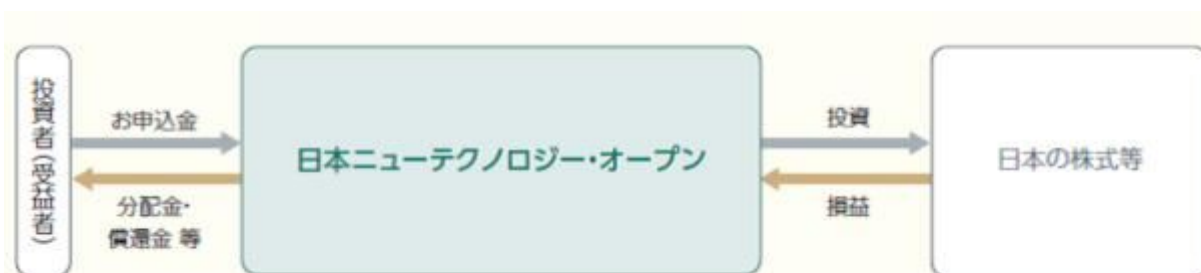 投資者(受益者)
お申込金
分配金・
償還金 等
日本ニューテクノロジー・オープン
投資
損益
日本の株式等